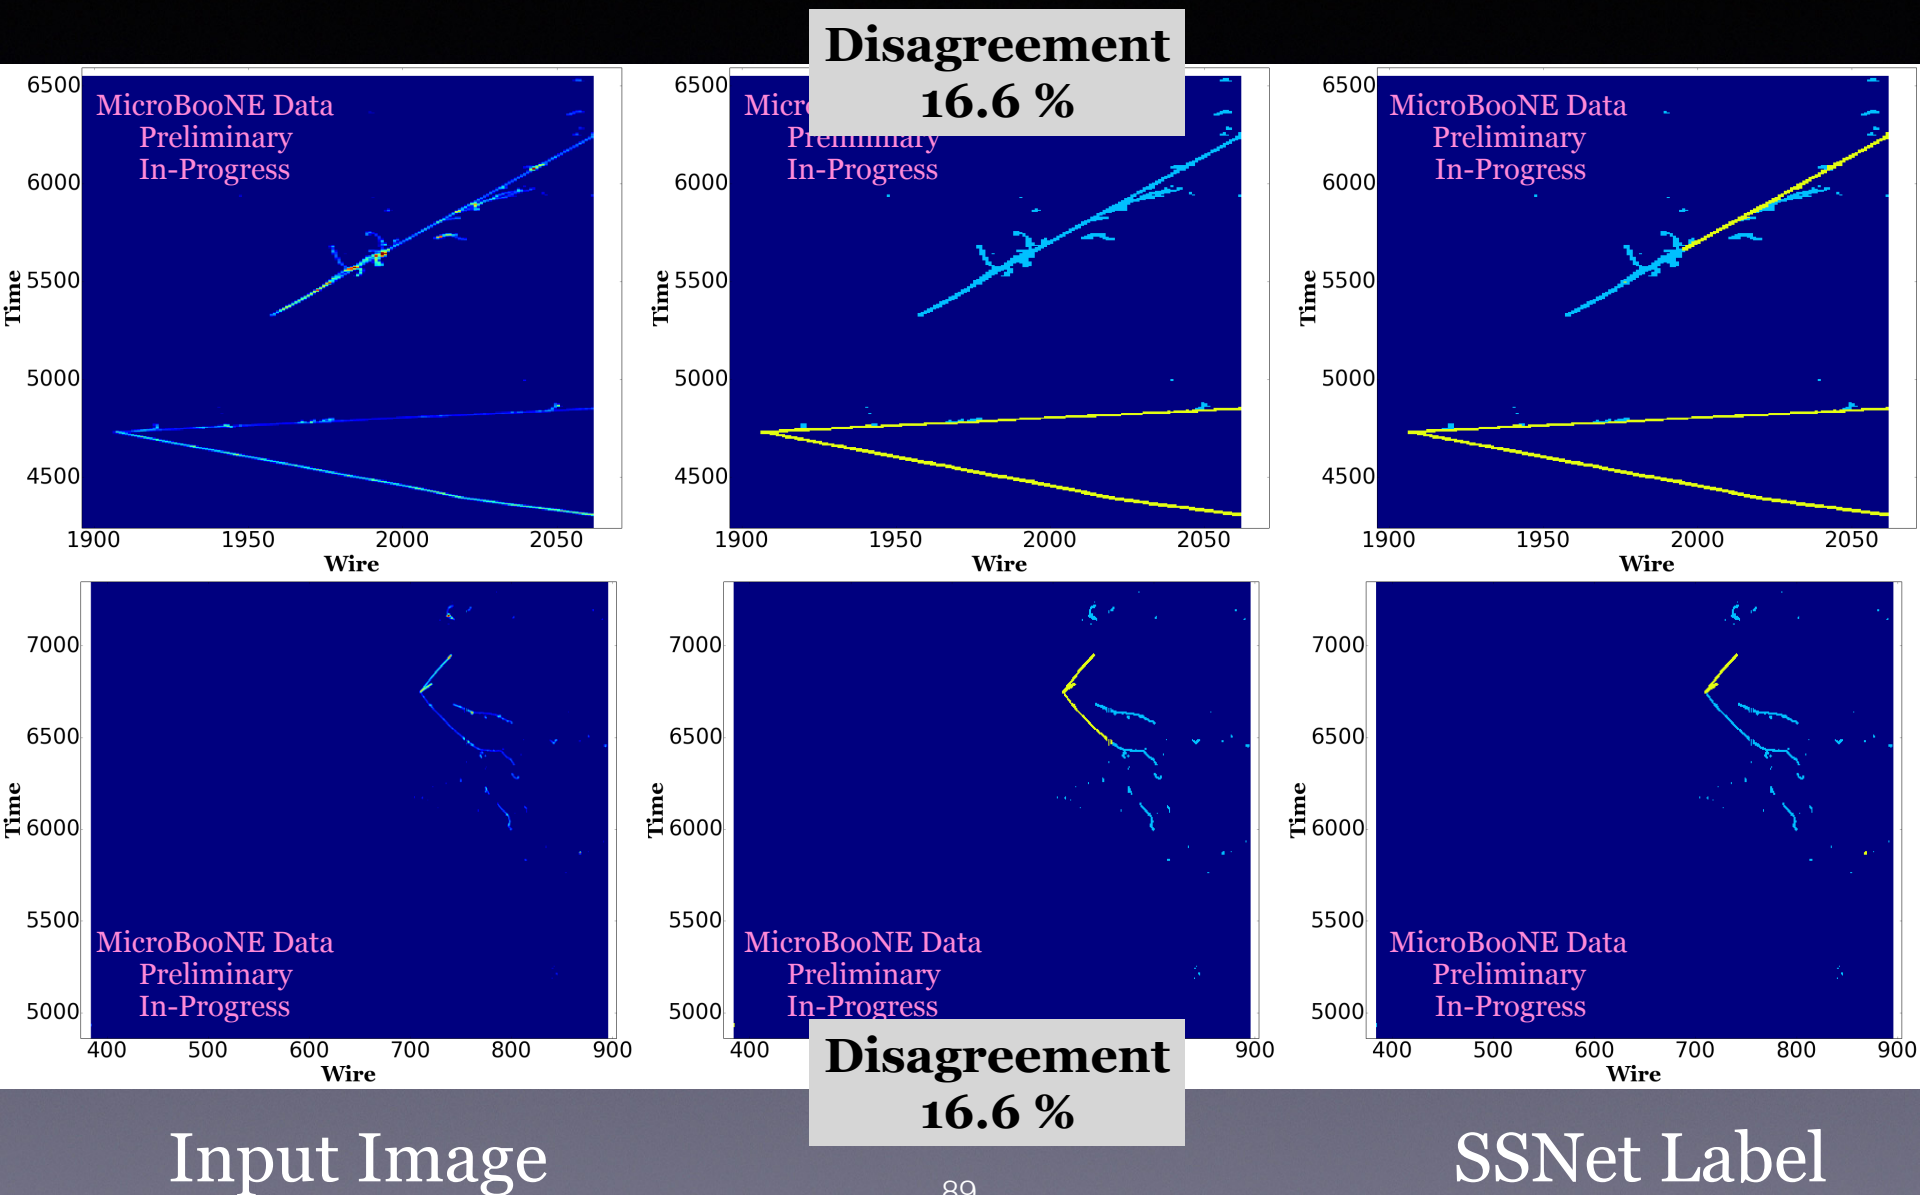 Disagreement
16.6 %
6500
6000
5500
5000
4500
Time
MicroBooNE Data
Preliminary
In-Progress
1900
1950
2000
2050
Wire
6500
6000
5500
5000
4500
Time
Preliminary
In-Progress
1900
1950
2000
2050
Wire
6500
6000
5500
5000
4500
Time
MicroBooNE Data
Preliminary
In-Progress
1900
1950
2000
2050
Wire
7000
6500
6000
5500
5000
Time
MicroBooNE Data
Preliminary
In-Progress
400
500
600
700
800
900
Wire
7000
6500
6000
5500
5000
Time
MicroBooNE Data
Preliminary
In-Progress
400
900
7000
6500
6000
5500
5000
Time
MicroBooNE Data
Preliminary
In-Progress
400
500
600
700
800
900
Wire
Disagreement
16.6 %
Input Image
89
SSNet Label